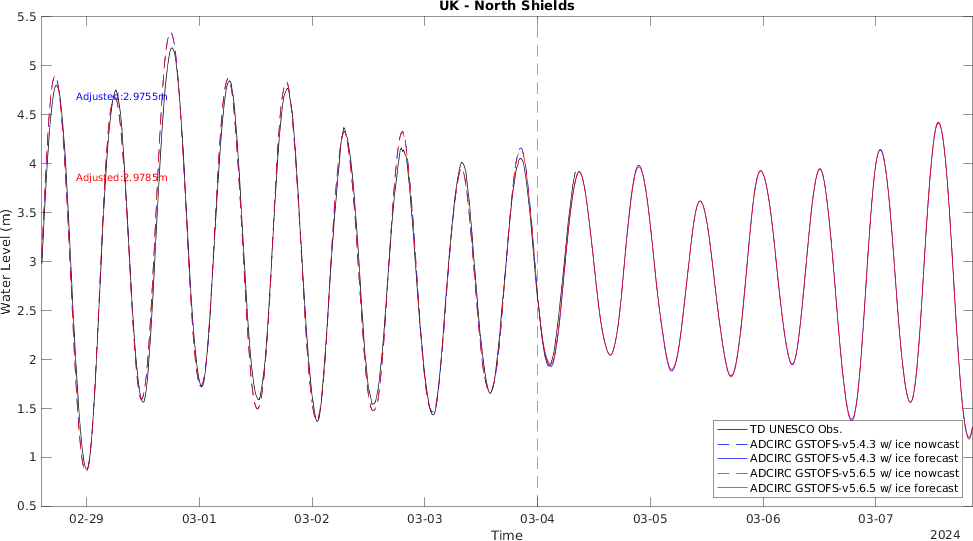 UK - North Shields
5.5
5
4.5
4
3.5
3
2.5
2
1.5
1
0.5
Water Level (m)
Adjusted:2.9755m
Adjusted:2.9785m
TD UNESCO Obs.
ADCIRC GSTOFS-v5.4.3 w/ ice nowcast
ADCIRC GSTOFS-v5.4.3 w/ ice forecast
ADCIRC GSTOFS-v5.6.5 w/ ice nowcast
ADCIRC GSTOFS-v5.6.5 w/ ice forecast
02-29 03-01 03-02 03-03 03-04 03-05 03-06 03-07
Time
2024